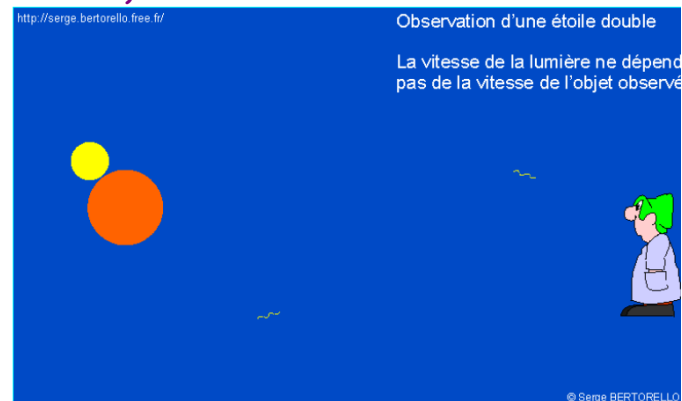 http://serge.bertorello.free.fr/
Observation d'une étoile double
La vitesse de la lumière ne dépend
pas de la vitesse de l'objet observé
© Serge BERTORELLO